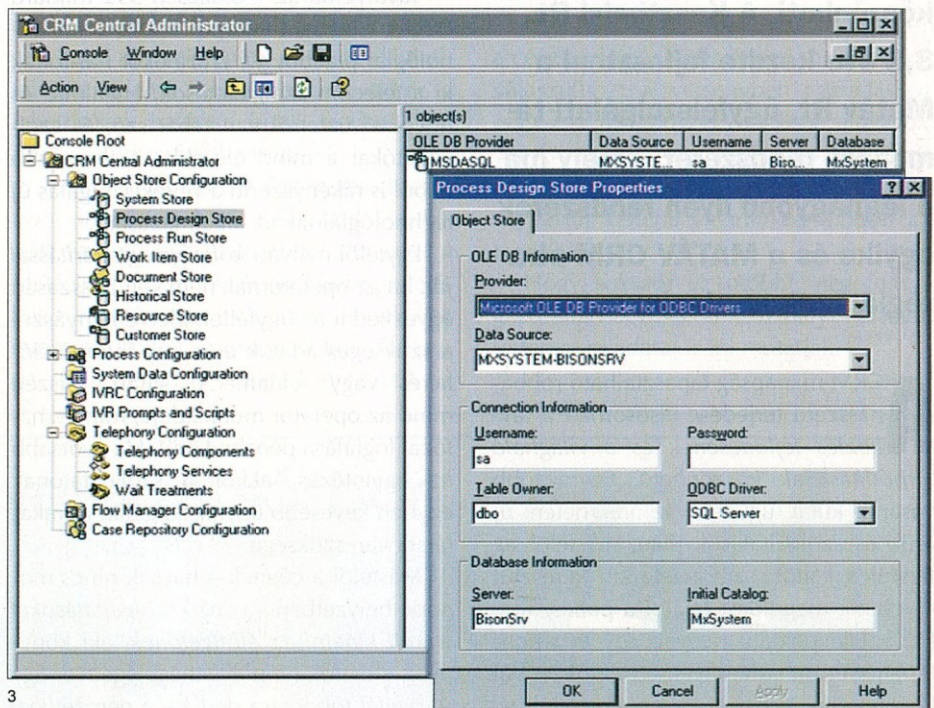 CRM Central Administrator
Console Window Help
Action View
1 object(s)
OLE DB Provider Data Source Username Server Database
MSDASQL MXSYSTE... sa Biso... MxSystem
Console Root
CRM Central Administrator
Object Store Configuration
System Store
Process Design Store
Process Run Store
Work Item Store
Document Store
Historical Store
Resource Store
Customer Store
Process Configuration
System Data Configuration
IVRC Configuration
IVR Prompts and Scripts
Telephony Configuration
Telephony Components
Telephony Services
Wait Treatments
Flow Manager Configuration
Case Repository Configuration
Process Design Store Properties
Object Store
OLE DB Information
Provider:
Microsoft OLE DB Provider for ODBC Drivers
Data Source:
MXSYSTEM-BISONSRV
Connection Information
Username: Password:
sa
Table Owner: ODBC Driver:
dbo SQL Server
Database Information
Server: Initial Catalog:
BisonSrv MxSystem
OK Cancel Apply Help
3